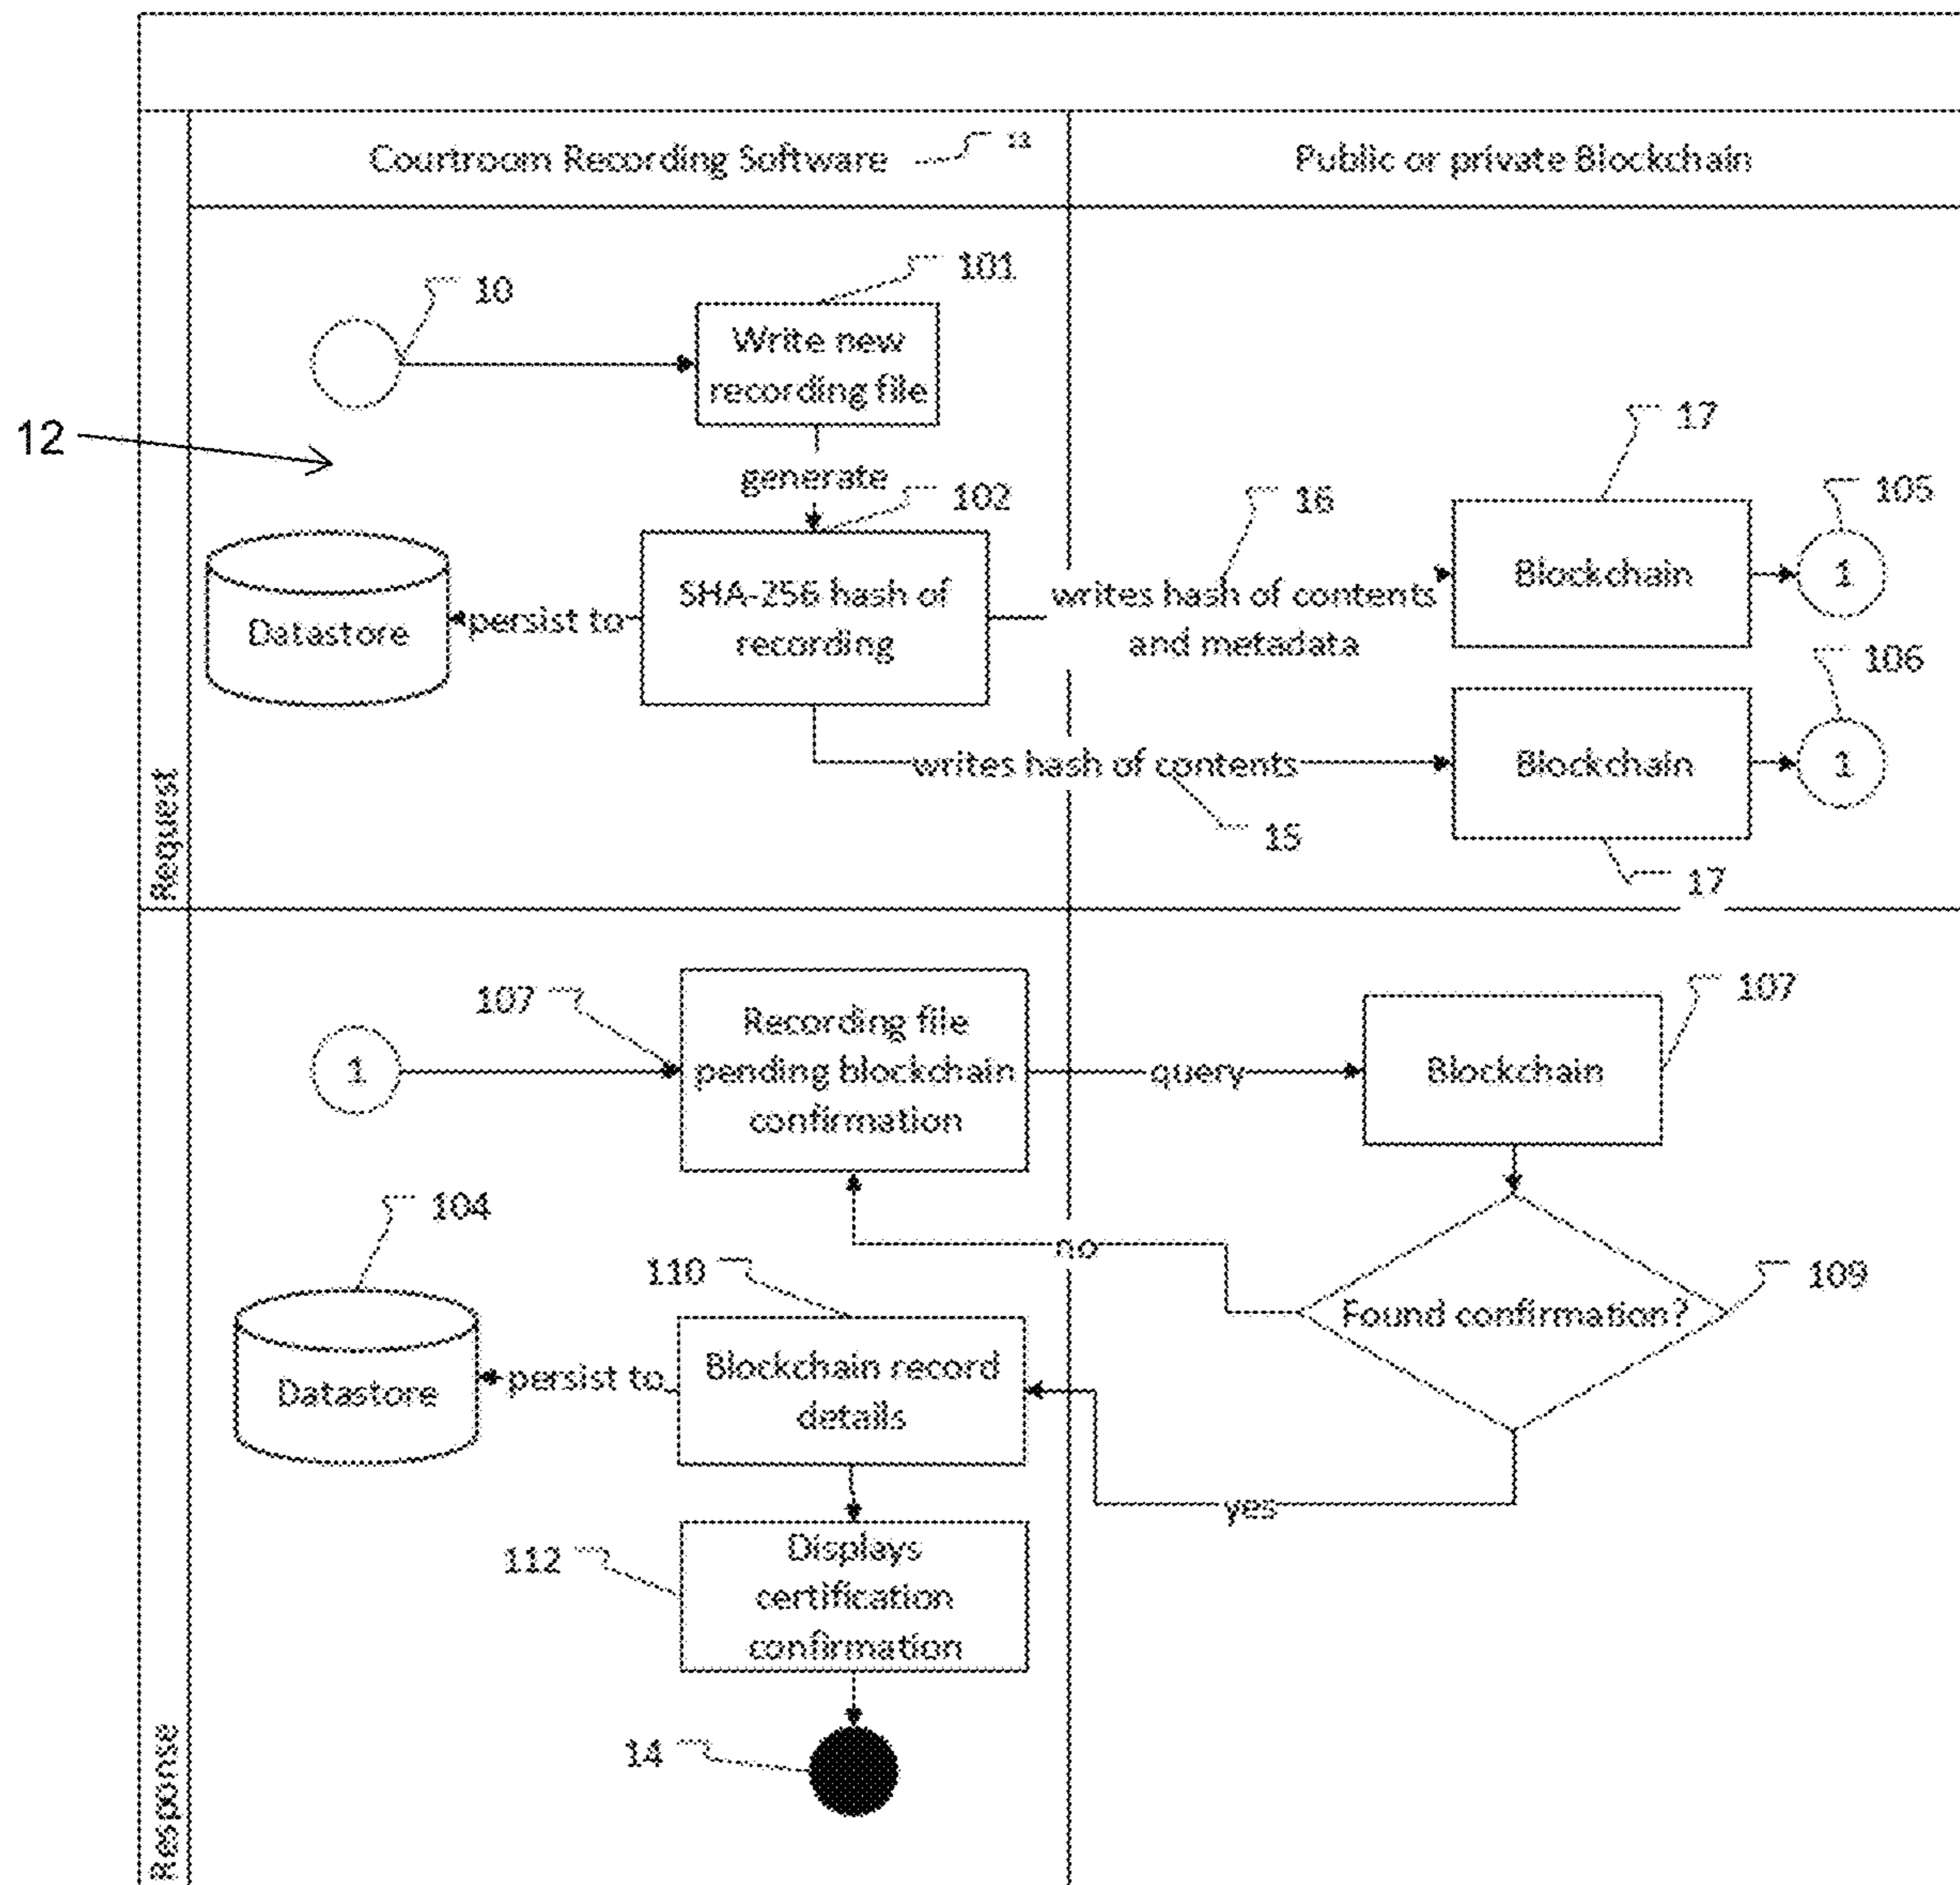 Courtroom Recording Software
Public or private Blockchain
10
101
Write new
recording file
12
17
generate
102
16
105
Datastore
persist to
SHA-256 hash of
recording
writes hash of contents
and metadata
Blockchain
1
106
writes hash of contents
Blockchain
1
15
17
Request
107
Recording file
pending blockchain
confirmation
107
1
query
Blockchain
104
no
110
109
Found confirmation?
Datastore
persist to
Blockchain record
details
yes
112
Displays
certification
confirmation
14
Response